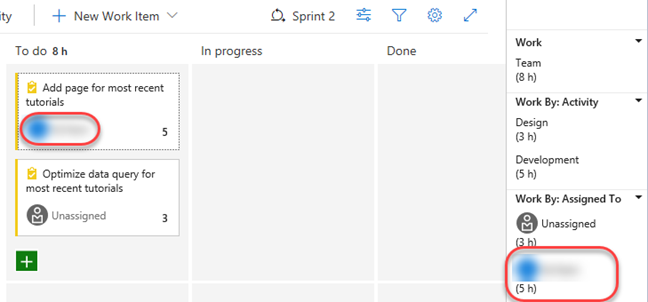 ity
New Work Item
Sprint 2
To do 8 h
In progress
Done
Add page for most recent
tutorials
5
Optimize data query for
most recent tutorials
Unassigned
3
Work
Team
(8 h)
Work By: Activity
Design
(3 h)
Development
(5 h)
Work By: Assigned To
Unassigned
(3 h)
(5 h)